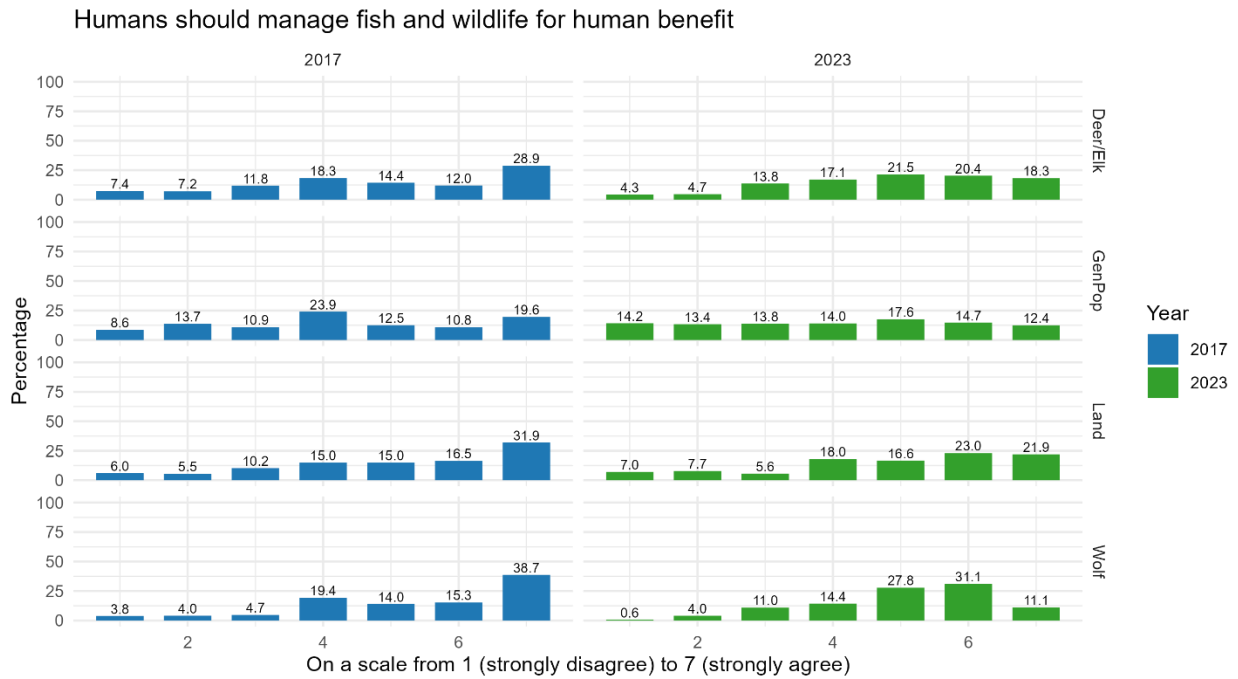 Humans should manage fish and wildlife for human benefit
2017 2023
100
75
50
25
0
7.4 7.2 11.8 18.3 14.4 12.0 28.9
4.3 4.7 13.8 17.1 21.5 20.4 18.3
Deer/Elk
100
75
50
25
0
8.6 13.7 10.9 23.9 12.5 10.8 19.6
14.2 13.4 13.8 14.0 17.6 14.7 12.4
GenPop
100
75
50
25
0
6.0 5.5 10.2 15.0 15.0 16.5 31.9
7.0 7.7 5.6 18.0 16.6 23.0 21.9
Land
100
75
50
25
0
3.8 4.0 4.7 19.4 14.0 15.3 38.7
0.6 4.0 11.0 14.4 27.8 31.1 11.1
Wolf
2 4 6 2 4 6
Percentage
On a scale from 1 (strongly disagree) to 7 (strongly agree)
Year
2017
2023